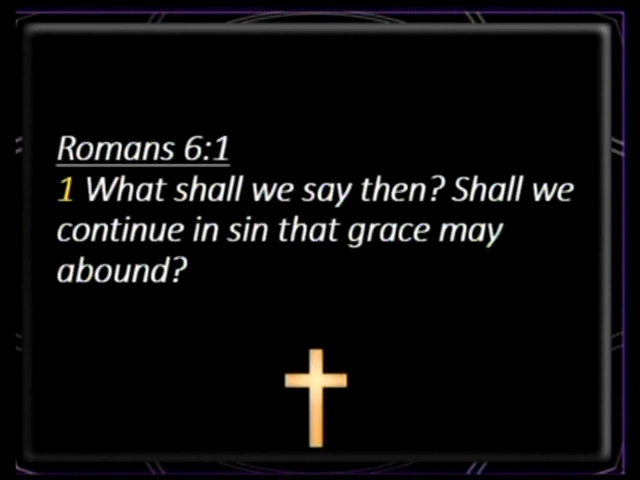 Romans 6:1
1 What shall we say then? Shall we
continue in sin that grace may
abound?